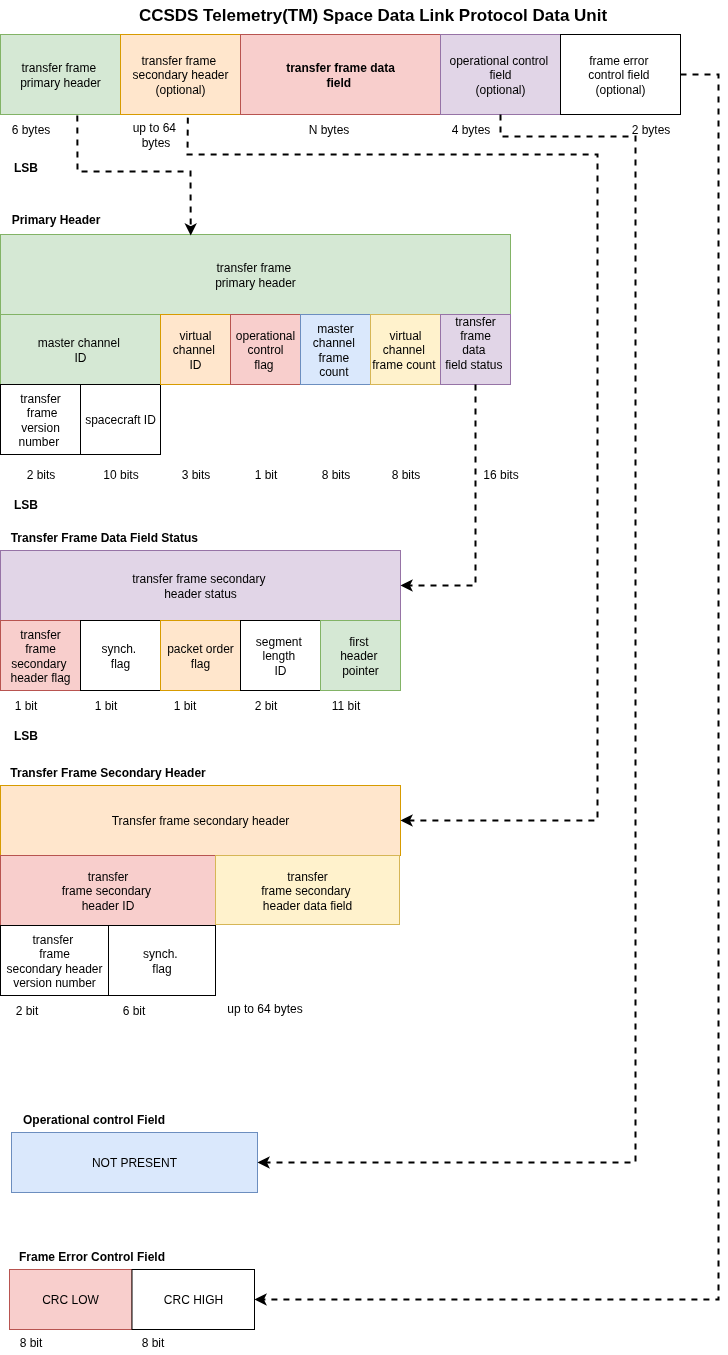 CCSDS Telemetry(TM) Space Data Link Protocol Data Unit
transfer frame
primary header
transfer frame
secondary header
(optional)
transfer frame data
field
operational control
field
(optional)
frame error
control field
(optional)
6 bytes
up to 64
bytes
N bytes
4 bytes
2 bytes
LSB
Primary Header
transfer frame
primary header
master channel
ID
virtual
channel
ID
operational
control
flag
master
channel
frame
count
virtual
channel
frame count
transfer
frame
data
field status
transfer
frame
version
number
spacecraft ID
2 bits
10 bits
3 bits
1 bit
8 bits
8 bits
16 bits
LSB
Transfer Frame Data Field Status
transfer frame secondary
header status
transfer
frame
secondary
header flag
synch.
flag
packet order
flag
segment
length
ID
first
header
pointer
1 bit
1 bit
1 bit
2 bit
11 bit
LSB
Transfer Frame Secondary Header
Transfer frame secondary header
transfer
frame secondary
header ID
transfer
frame secondary
header data field
transfer
frame
secondary header
version number
synch.
flag
2 bit
6 bit
up to 64 bytes
Operational control Field
NOT PRESENT
Frame Error Control Field
CRC LOW
CRC HIGH
8 bit
8 bit